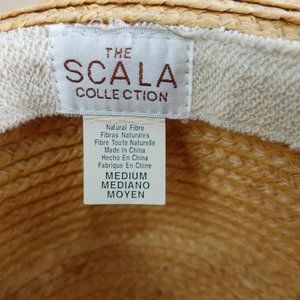 THE
SCALA
COLLECTION
Natural Fibre
Fibras Naturales
Fibre Toute Naturelle
Made in China
Hecho En China
Fabrique En Chine
MEDIUM
MEDIANO
MOYEN